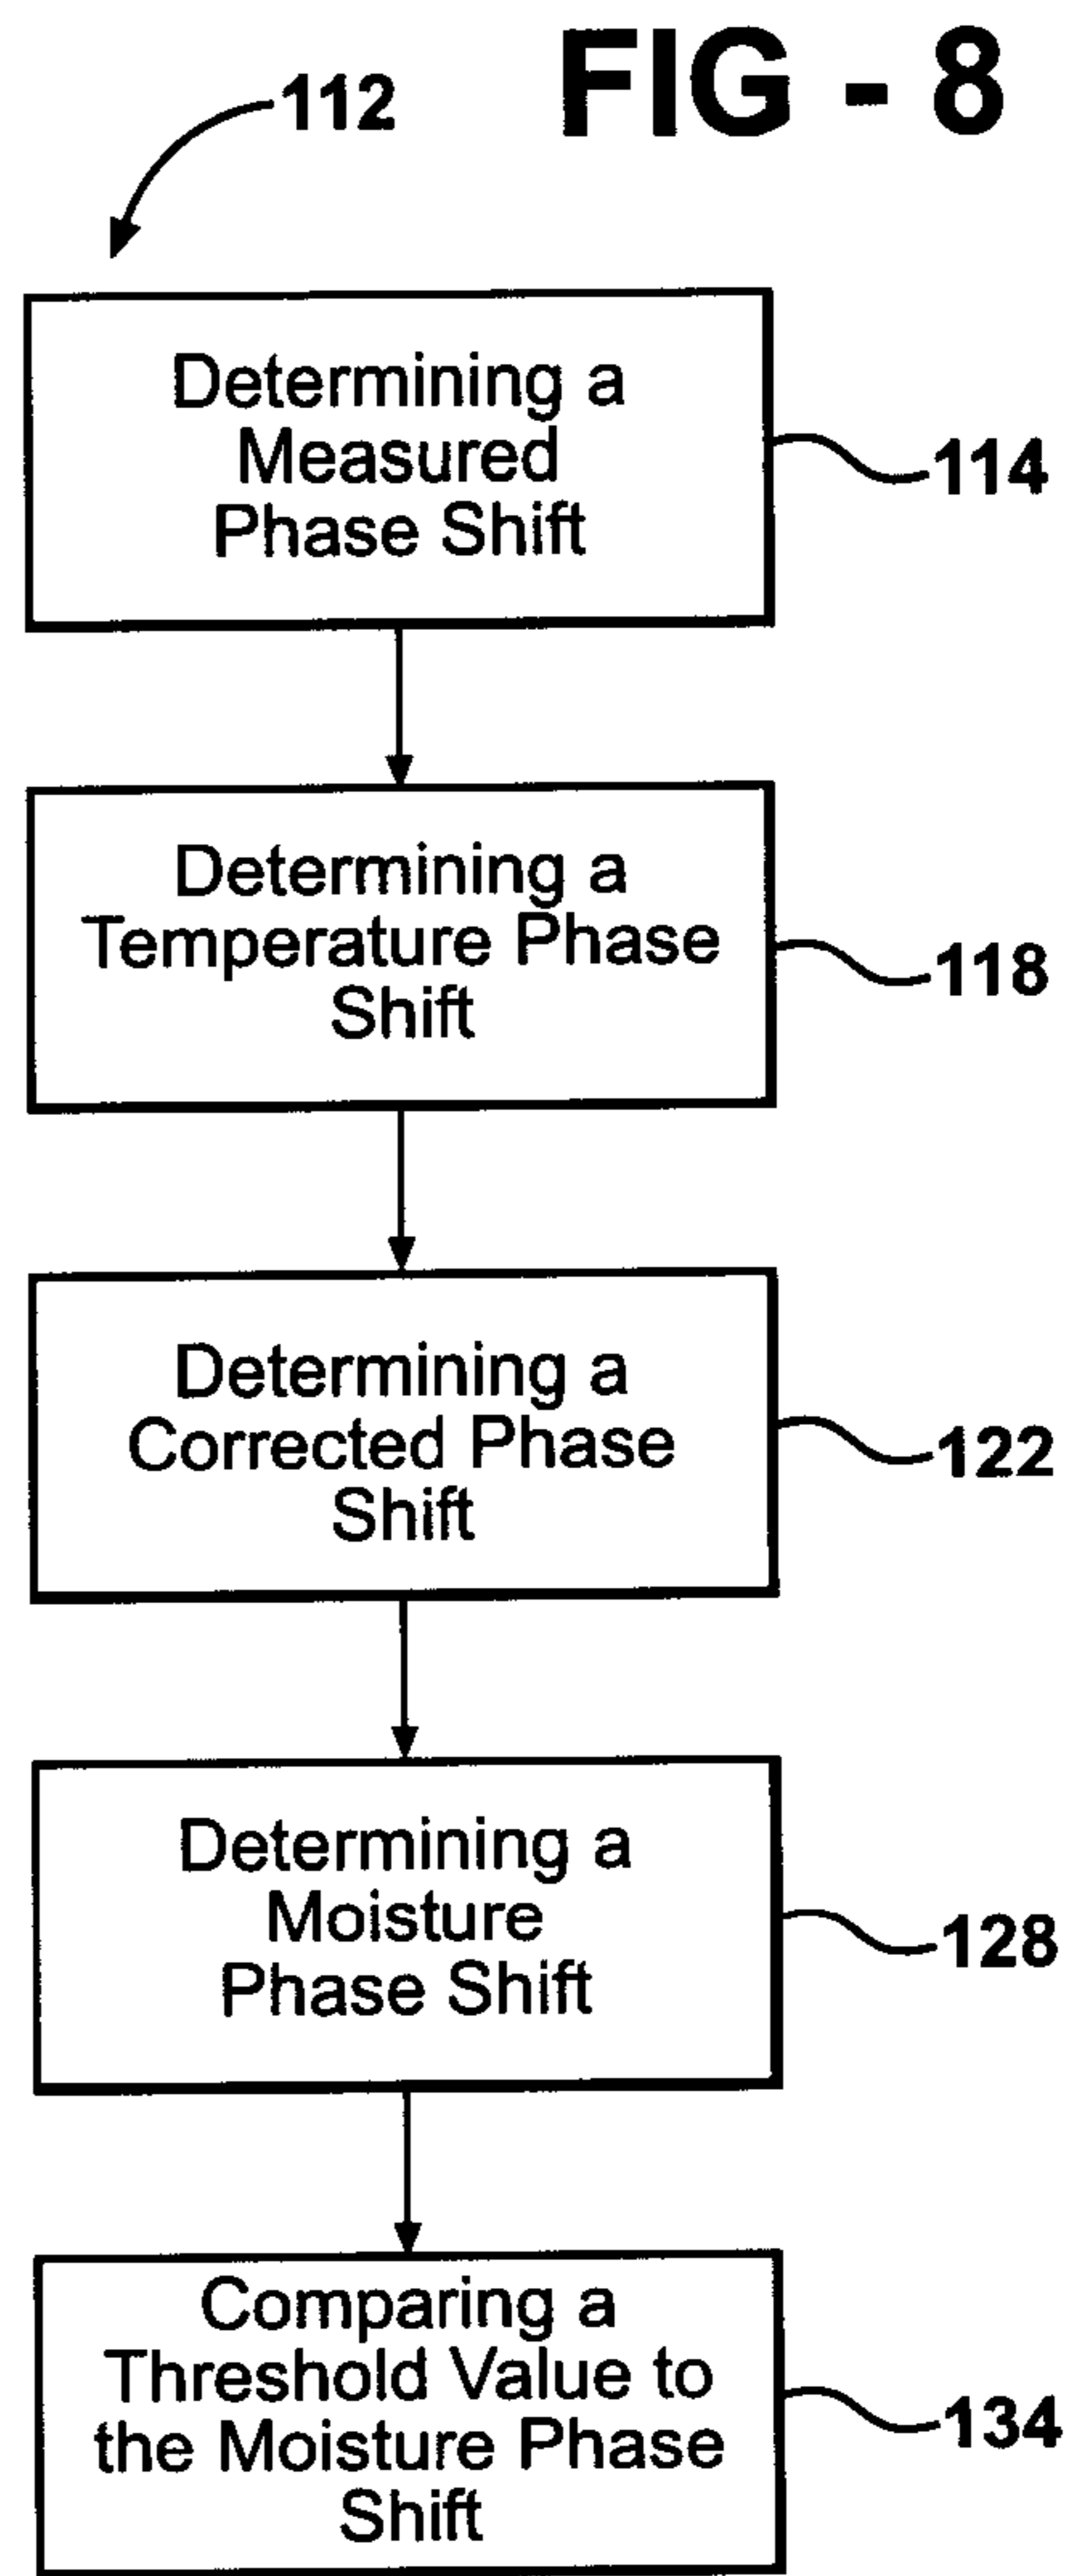 FIG - 8
112
Determining a
Measured
Phase Shift
114
Determining a
Temperature Phase
Shift
118
Determining a
Corrected Phase
Shift
122
Determining a
Moisture
Phase Shift
128
Comparing a
Threshold Value to
the Moisture Phase
Shift
134